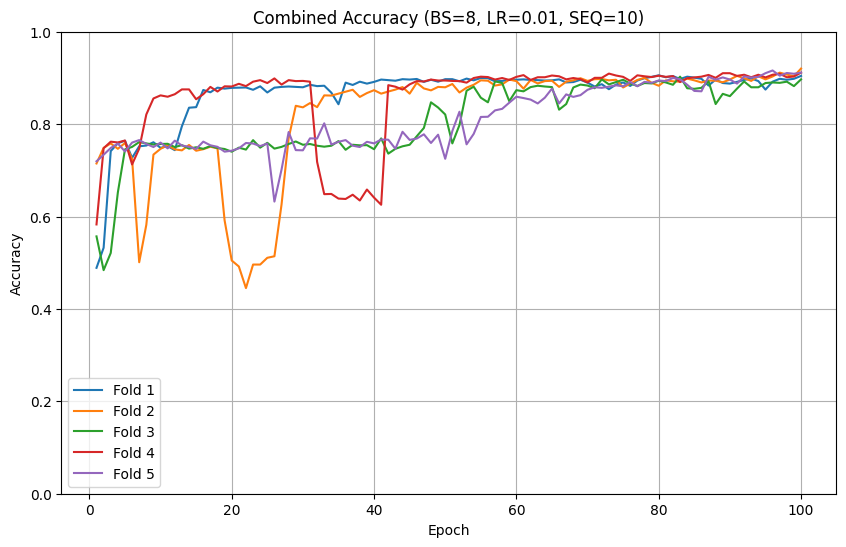 Combined Accuracy (BS=8, LR=0.01, SEQ=10)
1.0
0.8
0.6
0.4
0.2
0.0
Accuracy
Fold 1
Fold 2
Fold 3
Fold 4
Fold 5
0 20 40 60 80 100
Epoch